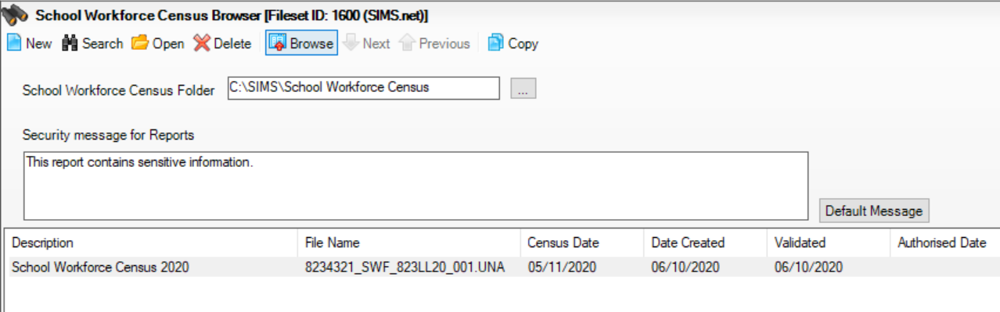 School Workforce Census Browser [Fileset ID: 1600 (SIMS.net)]
New Search Open Delete Browse Next Previous Copy
School Workforce Census Folder C:\SIMS\School Workforce Census ...
Security message for Reports
This report contains sensitive information.
Default Message
Description File Name Census Date Date Created Validated Authorised Date
School Workforce Census 2020 8234321_SWF_823LL20_001.UNA 05/11/2020 06/10/2020 06/10/2020